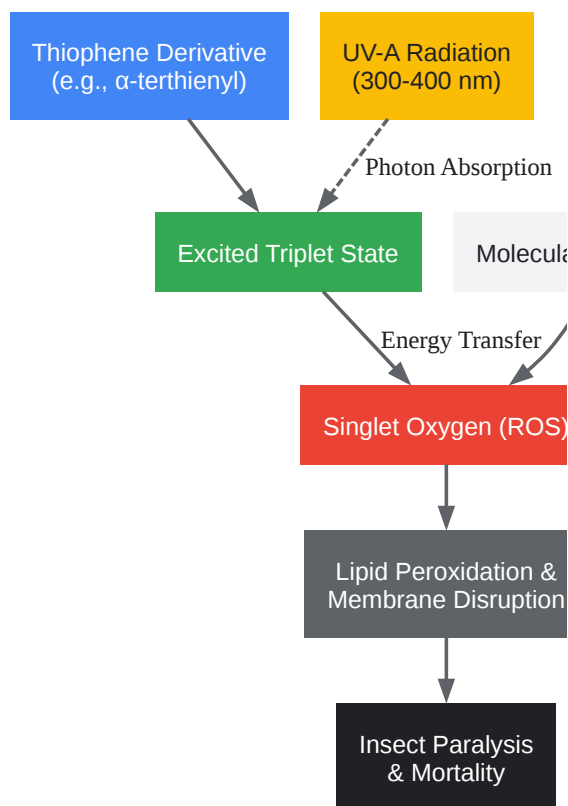 Thiophene Derivative
(e.g., α-terthienyl)
UV-A Radiation
(300-400 nm)
Photon Absorption
Excited Triplet State
Energy Transfer
Singlet Oxygen (ROS)
Lipid Peroxidation &
Membrane Disruption
Insect Paralysis
& Mortality